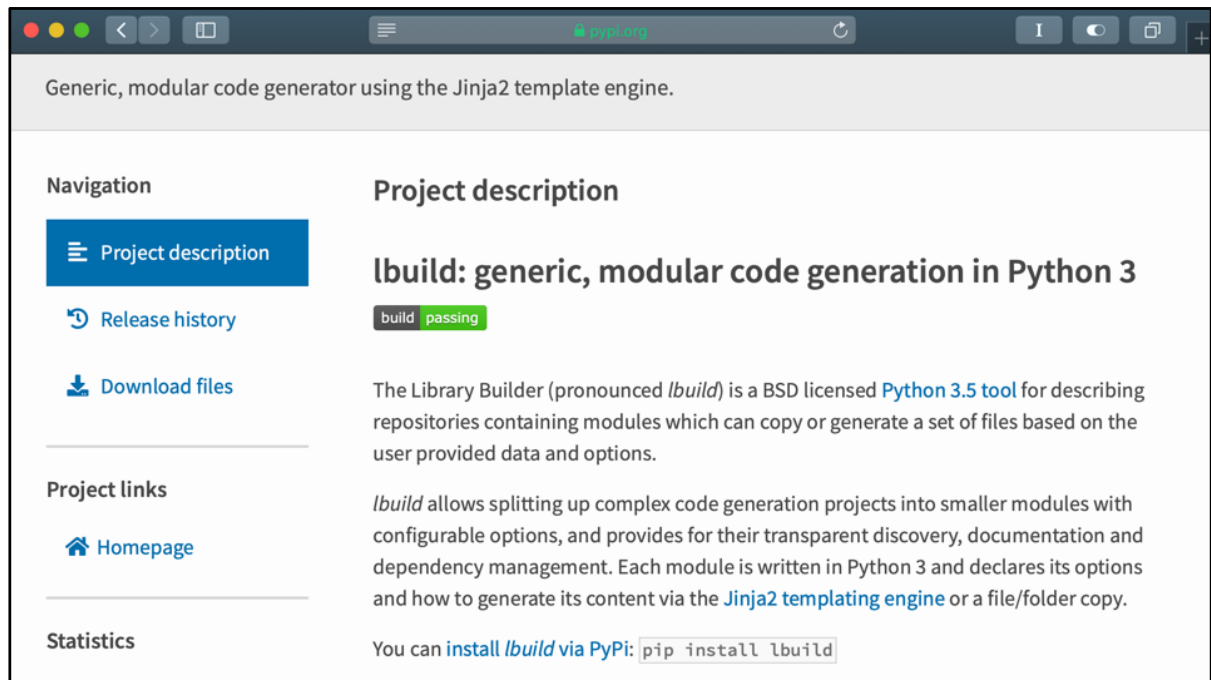 pypi.org
I
Generic, modular code generator using the Jinja2 template engine.
Navigation
Project description
Release history
Download files
Project links
Homepage
Statistics
Project description
lbuild: generic, modular code generation in Python 3
build passing
The Library Builder (pronounced lbuild) is a BSD licensed Python 3.5 tool for describing
repositories containing modules which can copy or generate a set of files based on the
user provided data and options.
lbuild allows splitting up complex code generation projects into smaller modules with
configurable options, and provides for their transparent discovery, documentation and
dependency management. Each module is written in Python 3 and declares its options
and how to generate its content via the Jinja2 templating engine or a file/folder copy.
You can install lbuild via PyPi: pip install lbuild